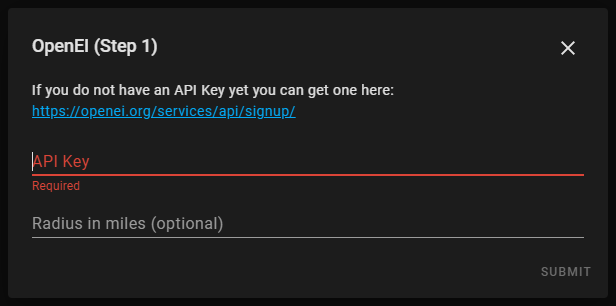 OpenEI (Step 1)
If you do not have an API Key yet you can get one here:
https://openei.org/services/api/signup/
API Key
Required
Radius in miles (optional)
SUBMIT